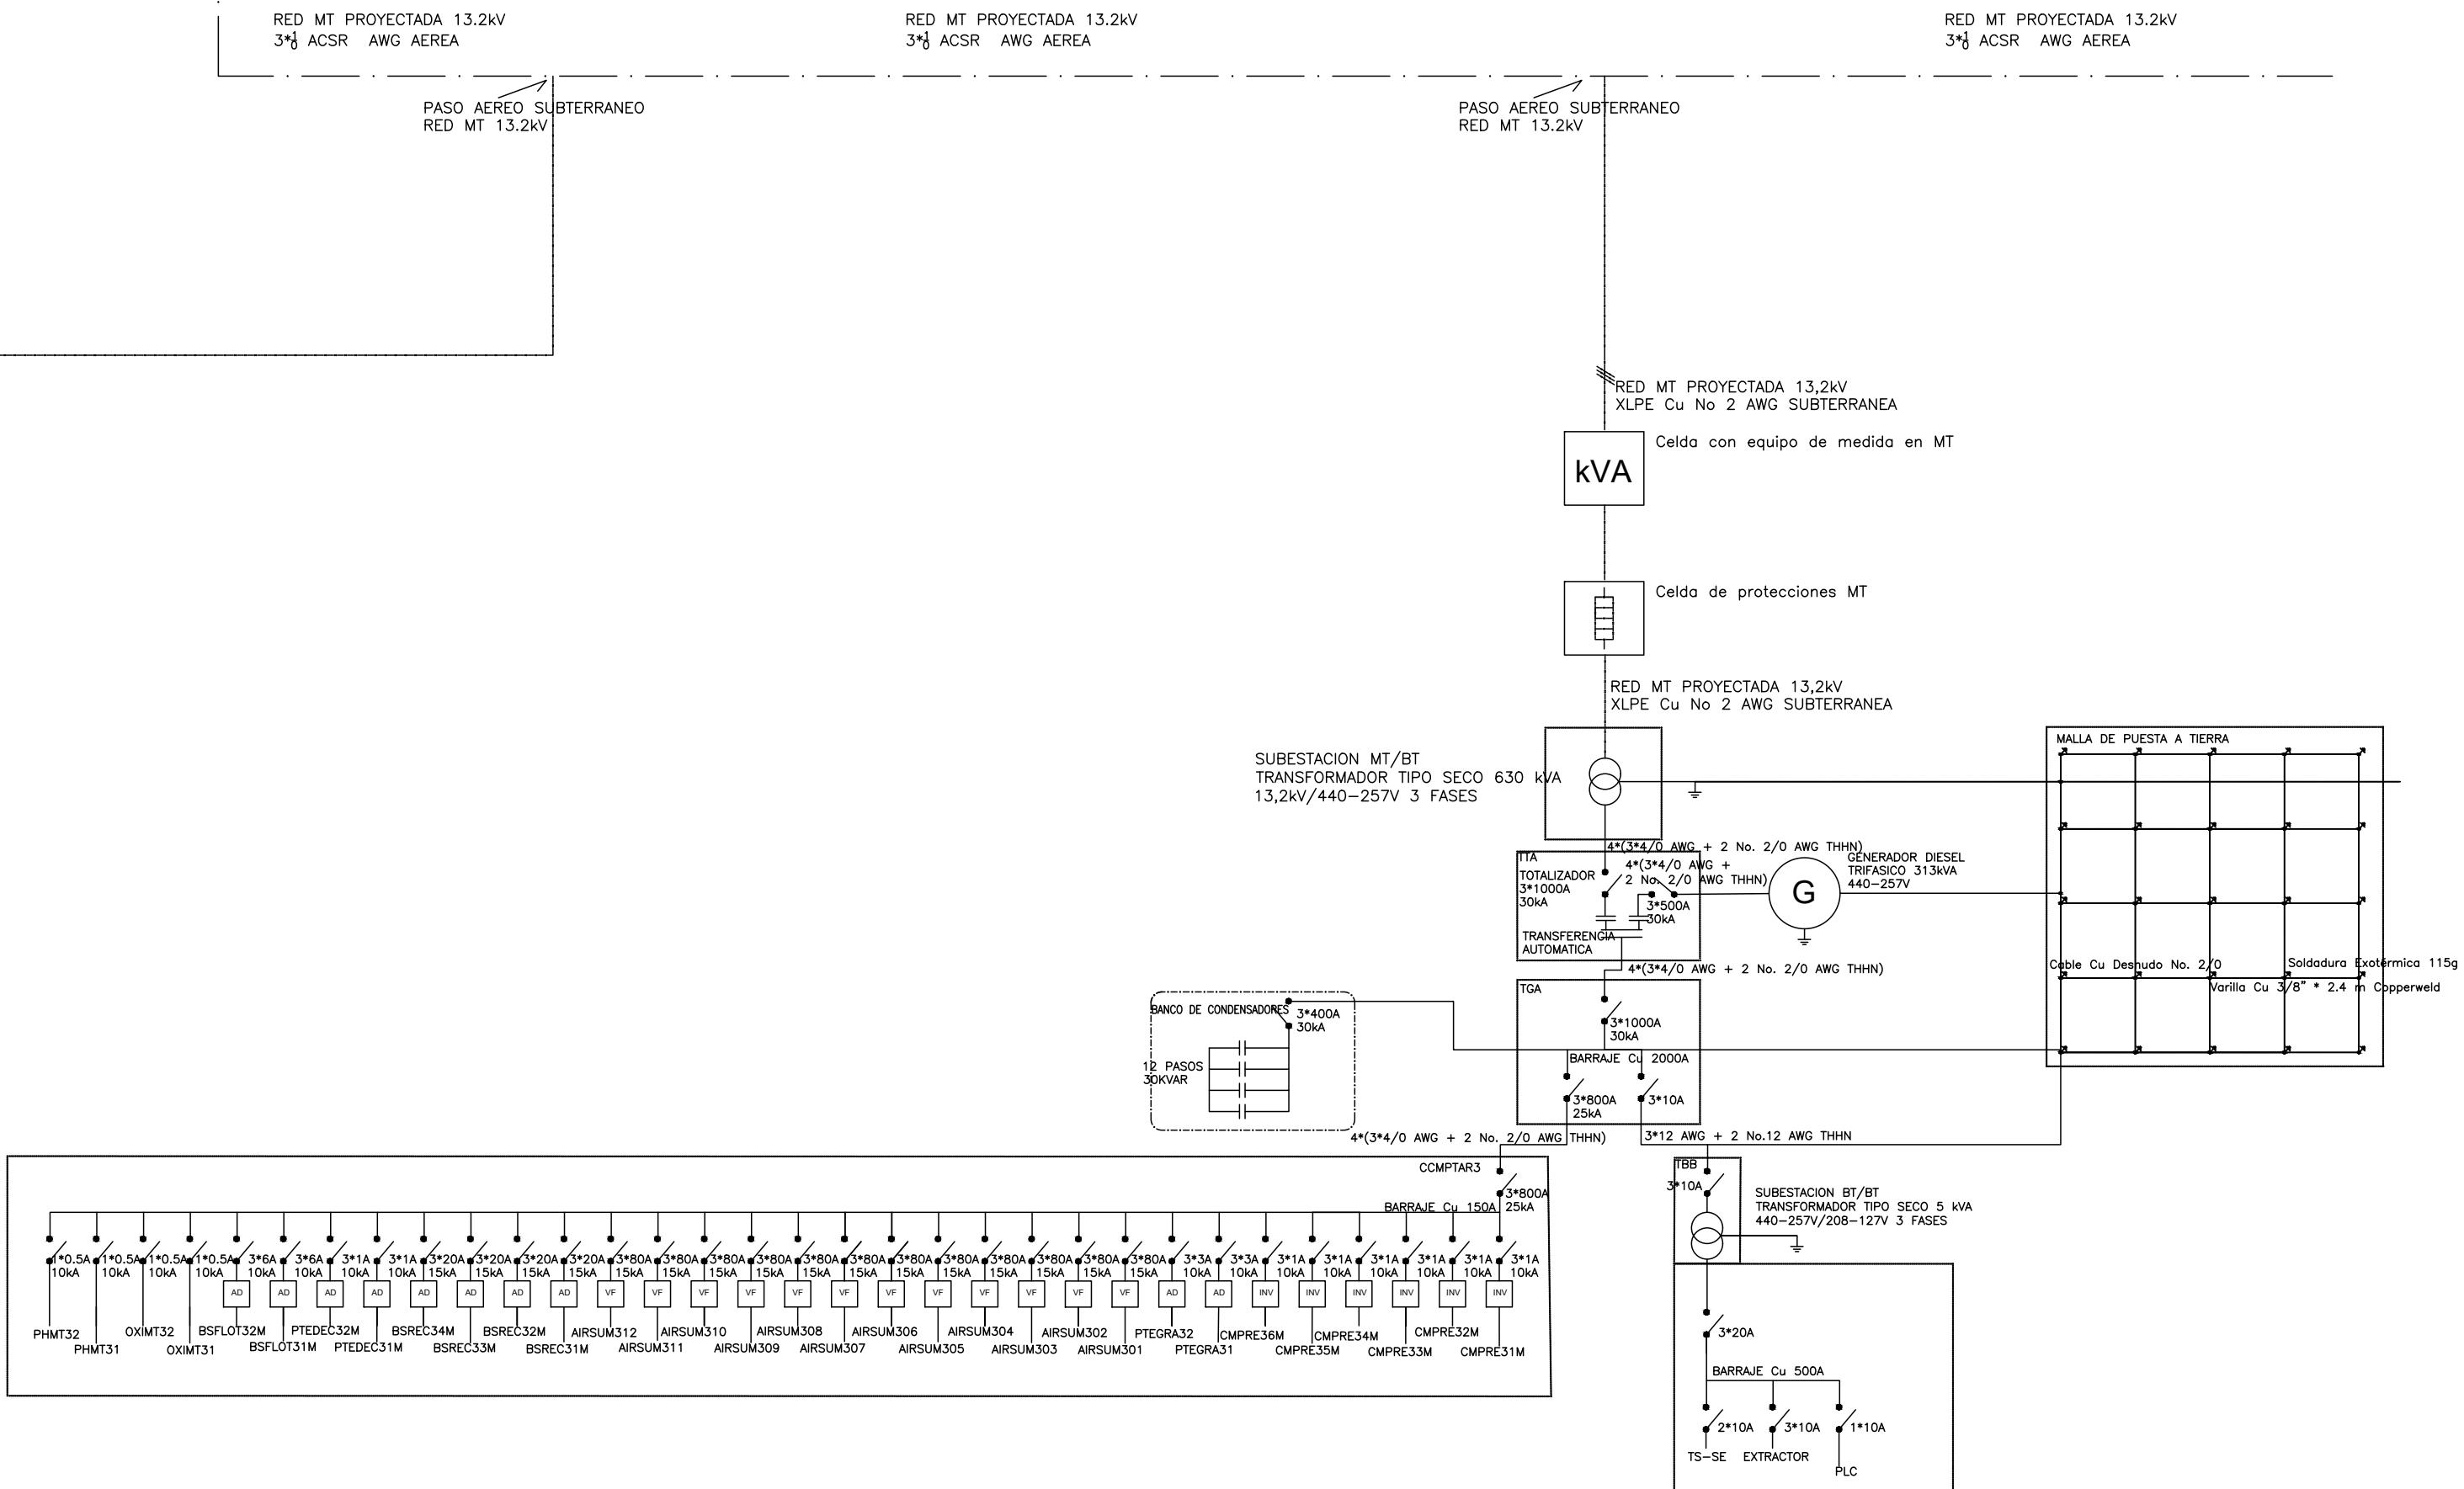 RED MT PROYECTADA 13.2kV
3*1/0 ACSR AWG AEREA
RED MT PROYECTADA 13.2kV
3*1/0 ACSR AWG AEREA
RED MT PROYECTADA 13.2kV
3*1/0 ACSR AWG AEREA
PASO AEREO SUBTERRANEO
RED MT 13.2kV
PASO AEREO SUBTERRANEO
RED MT 13.2kV
RED MT PROYECTADA 13,2kV
XLPE Cu No 2 AWG SUBTERRANEA
kVA
Celda con equipo de medida en MT
Celda de protecciones MT
RED MT PROYECTADA 13,2kV
XLPE Cu No 2 AWG SUBTERRANEA
SUBESTACION MT/BT
TRANSFORMADOR TIPO SECO 630 kVA
13,2kV/440-257V 3 FASES
MALLA DE PUESTA A TIERRA
Cable Cu Desnudo No. 2/0
Soldadura Exotérmica 115g
Varilla Cu 3/8" * 2.4 m Copperweld
4*(3*4/0 AWG + 2 No. 2/0 AWG THHN)
TTA
TOTALIZADOR
3*1000A
30kA
4*(3*4/0 AWG +
2 No. 2/0 AWG THHN)
3*500A
30kA
TRANSFERENCIA
AUTOMATICA
G
GENERADOR DIESEL
TRIFASICO 313kVA
440-257V
4*(3*4/0 AWG + 2 No. 2/0 AWG THHN)
TGA
3*1000A
30kA
BARRAJE Cu 2000A
3*800A
25kA
3*10A
BANCO DE CONDENSADORES
3*400A
30kA
12 PASOS
30KVAR
4*(3*4/0 AWG + 2 No. 2/0 AWG THHN)
3*12 AWG + 2 No.12 AWG THHN
CCMPTAR3
3*800A
25kA
BARRAJE Cu 150A
1*0.5A 1*0.5A 1*0.5A 1*0.5A 3*6A 3*6A 3*1A 3*1A 3*20A 3*20A 3*20A 3*20A 3*80A 3*80A 3*80A 3*80A 3*80A 3*80A 3*80A 3*80A 3*80A 3*80A 3*80A 3*80A 3*3A 3*3A 3*1A 3*1A 3*1A 3*1A 3*1A 3*1A
10kA 10kA 10kA 10kA 10kA 10kA 10kA 10kA 15kA 15kA 15kA 15kA 15kA 15kA 15kA 15kA 15kA 15kA 15kA 15kA 15kA 15kA 15kA 15kA 10kA 10kA 10kA 10kA 10kA 10kA 10kA 10kA
AD AD AD AD AD AD AD AD VF VF VF VF VF VF VF VF VF VF VF VF AD AD INV INV INV INV INV INV
PHMT32 OXIMT32 BSFLOT32M PTEDEC32M BSREC34M BSREC32M AIRSUM312 AIRSUM310 AIRSUM308 AIRSUM306 AIRSUM304 AIRSUM302 PTEGRA32 CMPRE36M CMPRE34M CMPRE32M
PHMT31 OXIMT31 BSFLOT31M PTEDEC31M BSREC33M BSREC31M AIRSUM311 AIRSUM309 AIRSUM307 AIRSUM305 AIRSUM303 AIRSUM301 PTEGRA31 CMPRE35M CMPRE33M CMPRE31M
TBB
3*10A
SUBESTACION BT/BT
TRANSFORMADOR TIPO SECO 5 kVA
440-257V/208-127V 3 FASES
3*20A
BARRAJE Cu 500A
2*10A 3*10A 1*10A
TS-SE EXTRACTOR
PLC